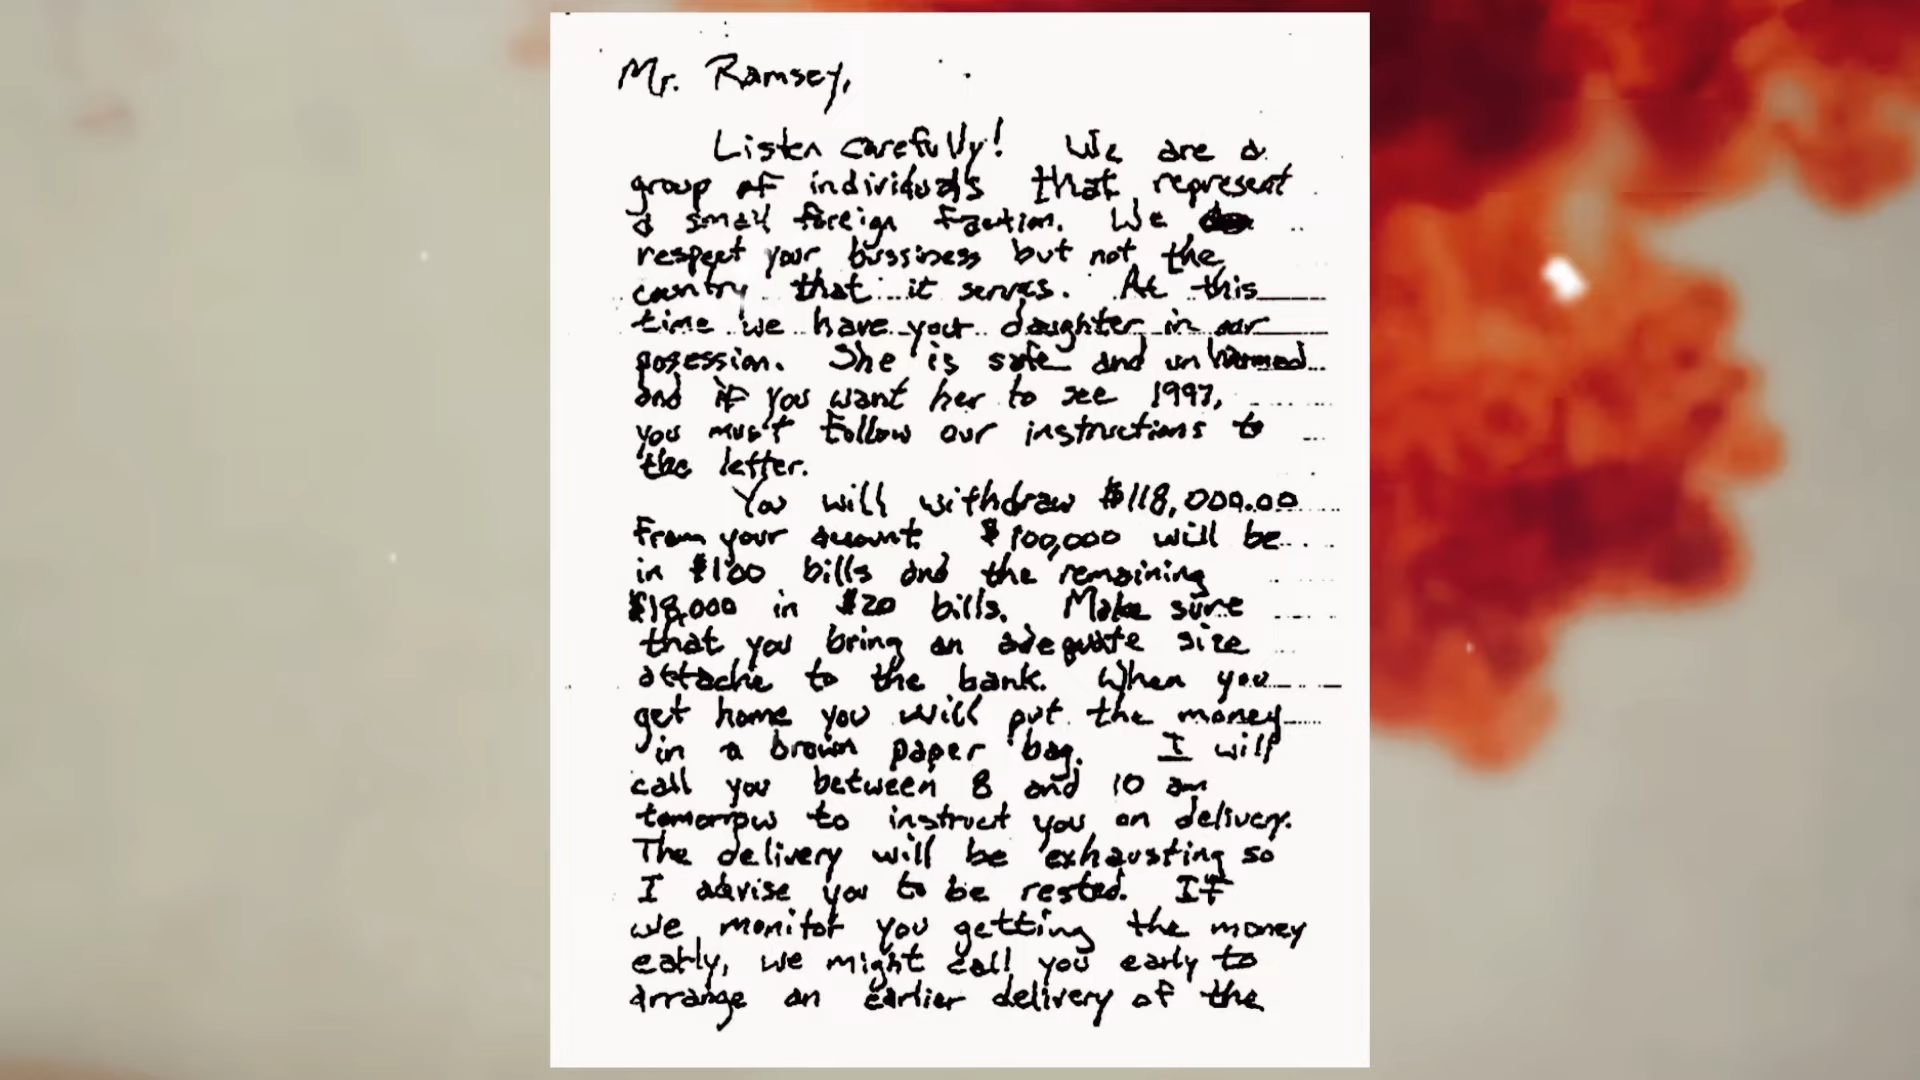 Mr. Ramsey,
Listen carefully! We are a
group of individuals that represent
a small foreign faction. We
respect your bussiness but not the
country that it serves. At this
time we have your daughter in our
posession. She is safe and un harmed
and if you want her to see 1997,
you must follow our instructions to
the letter.
You will withdraw $118,000.00
from your account. $100,000 will be
in $100 bills and the remaining
$18,000 in $20 bills. Make sure
that you bring an adequate size
attache to the bank. When you
get home you will put the money
in a brown paper bag. I will
call you between 8 and 10 am
tomorrow to instruct you on delivery.
The delivery will be exhausting so
I advise you to be rested. If
we monitor you getting the money
early, we might call you early to
arrange an earlier delivery of the